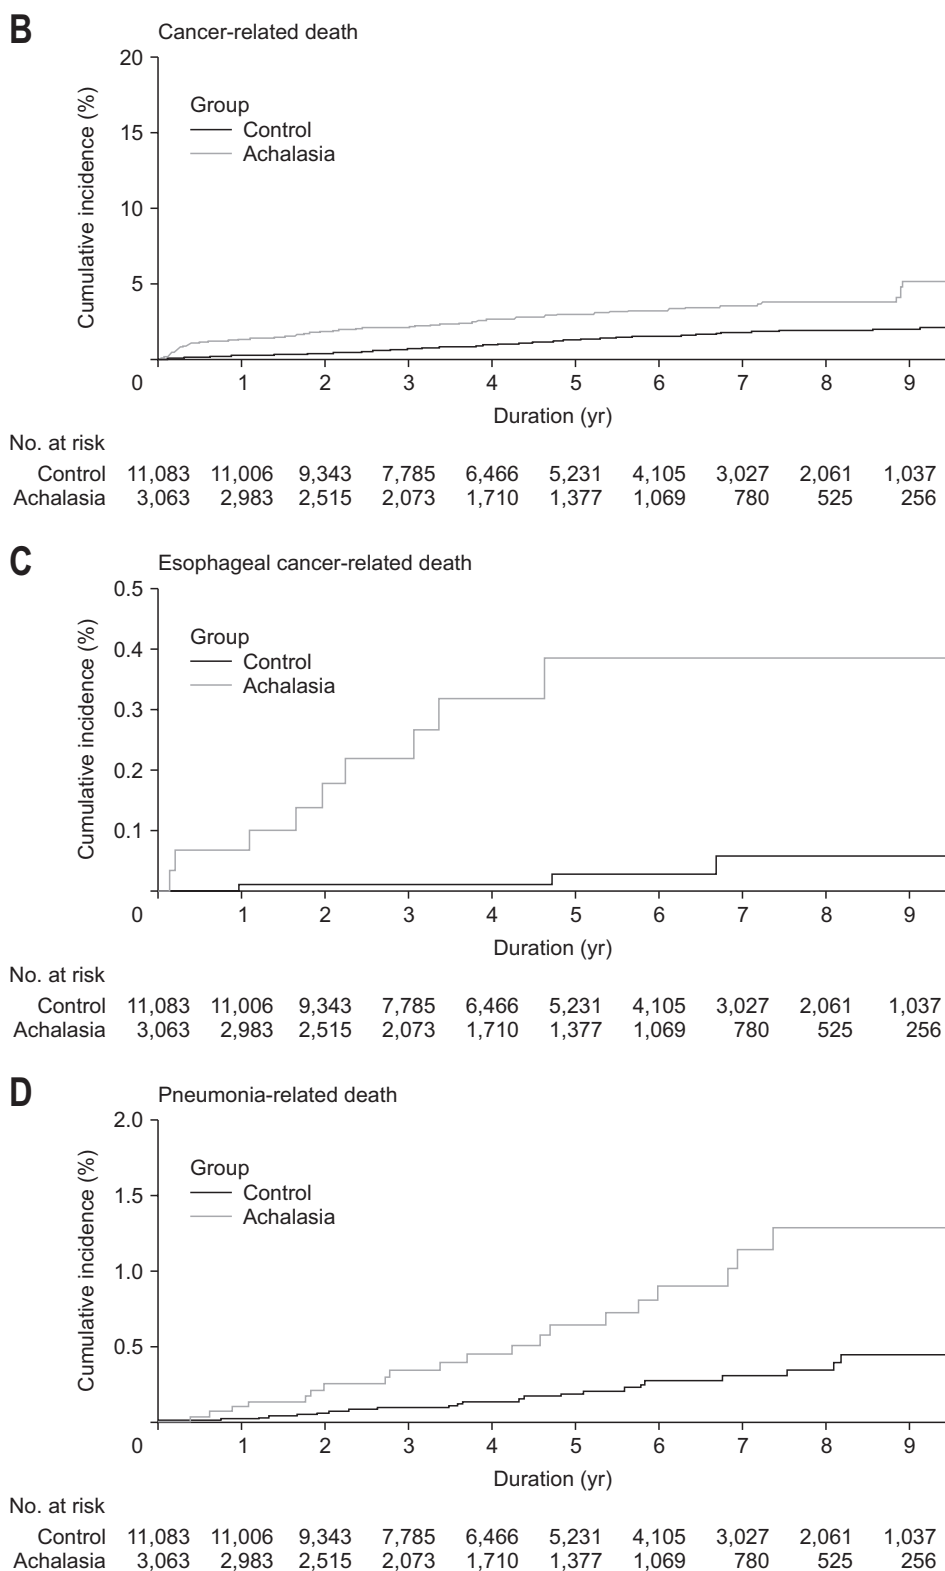 B
Cancer-related death
20
15
10
5
0
Cumulative incidence (%)
Group
Control
Achalasia
1 2 3 4 5 6 7 8 9
Duration (yr)
No. at risk
Control 11,083 11,006 9,343 7,785 6,466 5,231 4,105 3,027 2,061 1,037
Achalasia 3,063 2,983 2,515 2,073 1,710 1,377 1,069 780 525 256
C
Esophageal cancer-related death
0.5
0.4
0.3
0.2
0.1
0
Cumulative incidence (%)
Group
Control
Achalasia
1 2 3 4 5 6 7 8 9
Duration (yr)
No. at risk
Control 11,083 11,006 9,343 7,785 6,466 5,231 4,105 3,027 2,061 1,037
Achalasia 3,063 2,983 2,515 2,073 1,710 1,377 1,069 780 525 256
D
Pneumonia-related death
2.0
1.5
1.0
0.5
0
Cumulative incidence (%)
Group
Control
Achalasia
1 2 3 4 5 6 7 8 9
Duration (yr)
No. at risk
Control 11,083 11,006 9,343 7,785 6,466 5,231 4,105 3,027 2,061 1,037
Achalasia 3,063 2,983 2,515 2,073 1,710 1,377 1,069 780 525 256